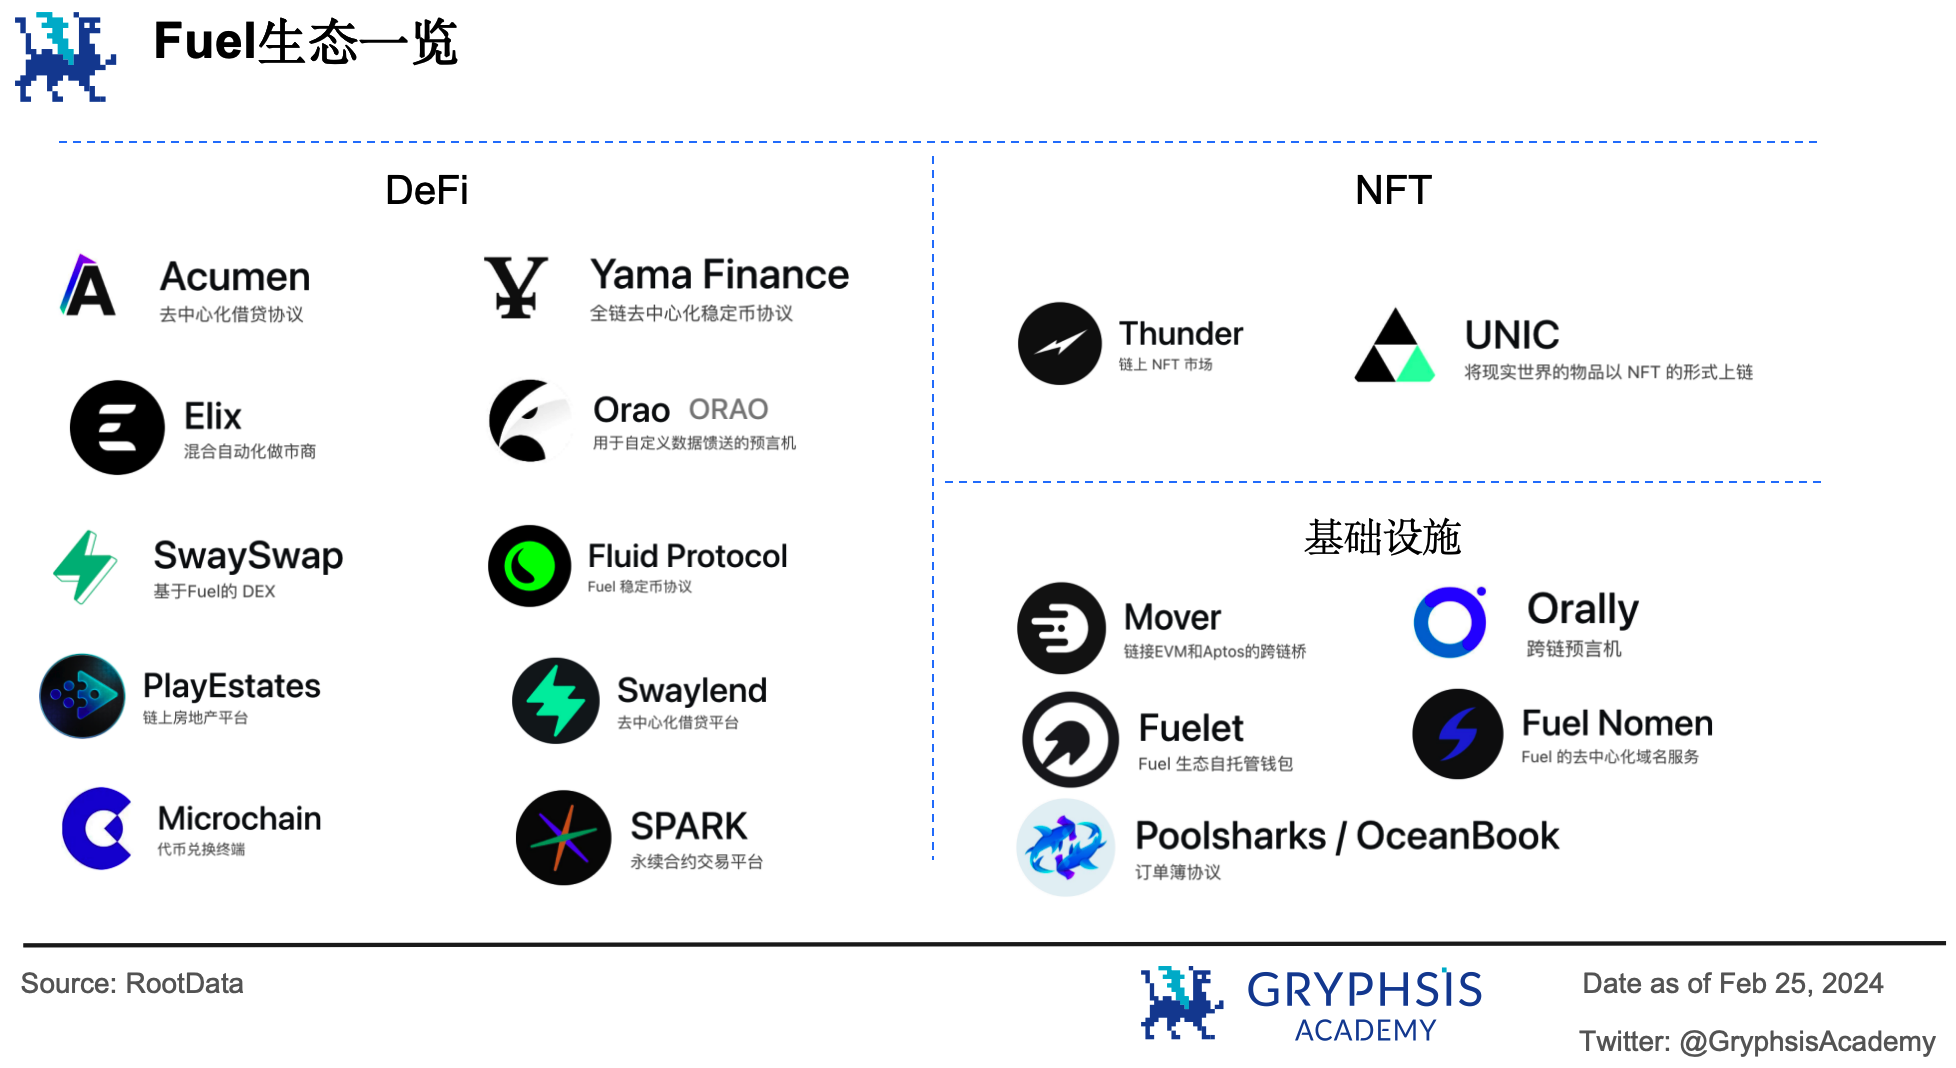 Fuel生态一览
DeFi
Acumen
去中心化借贷协议
Yama Finance
全链去中心化稳定币协议
Elix
混合自动化做市商
Orao ORAO
用于自定义数据馈送的预言机
SwaySwap
基于Fuel的 DEX
Fluid Protocol
Fuel 稳定币协议
PlayEstates
链上房地产平台
Swaylend
去中心化借贷平台
Microchain
代币兑换终端
SPARK
永续合约交易平台
NFT
Thunder
链上 NFT 市场
UNIC
将现实世界的物品以 NFT 的形式上链
基础设施
Mover
链接EVM和Aptos的跨链桥
Orally
跨链预言机
Fuelet
Fuel 生态自托管钱包
Fuel Nomen
Fuel 的去中心化域名服务
Poolsharks / OceanBook
订单簿协议
Source: RootData
GRYPHSIS
ACADEMY
Date as of Feb 25, 2024
Twitter: @GryphsisAcademy